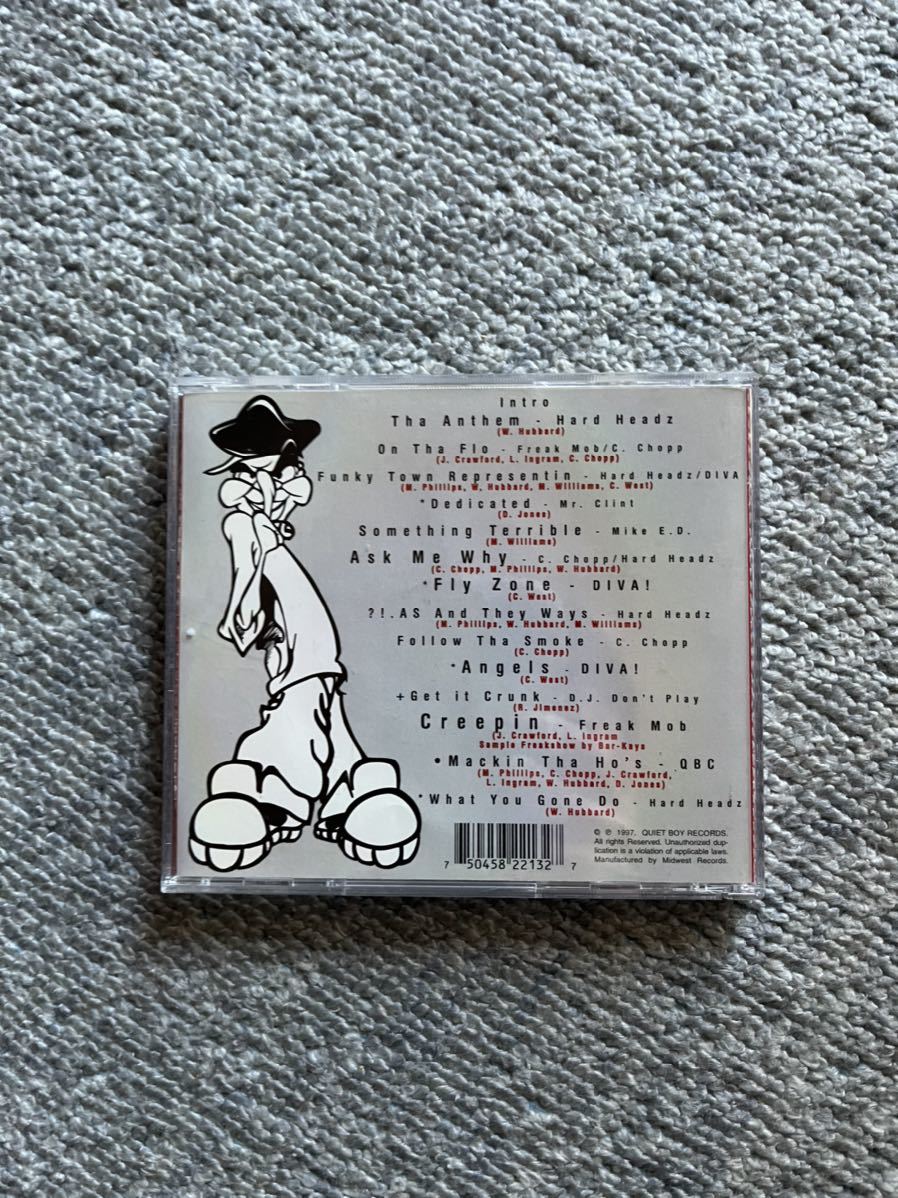 Intro
Tha Anthem - Hard Headz
(W. Hubbard)
On Tha Flo - Freak Mob/C. Chopp
(J. Crawford, L. Ingram, C. Chopp)
Funky Town Representin - Hard Headz/DIVA
(M. Phillips, W. Hubbard, M. Williams, C. West)
*Dedicated - Mr. Clint
(D. Jones)
Something Terrible - Mike E.D.
(M. Williams)
Ask Me Why - C. Chopp/Hard Headz
(C. Chopp, M. Phillips, W. Hubbard)
*Fly Zone - DIVA!
(C. West)
?!.AS And They Ways - Hard Headz
(M. Phillips, W. Hubbard, M. Williams)
Follow Tha Smoke - C. Chopp
(C. Chopp)
*Angels - DIVA!
(C. West)
+Get it Crunk - D.J. Don't Play
(R. Jimenez)
Creepin - Freak Mob
(J. Crawford, L. Ingram
Sample Freakshow by Bar-Kays
•Mackin Tha Ho's - QBC
(M. Phillips, C. Chopp, J. Crawford,
L. Ingram, W. Hubbard, D. Jones)
*What You Gone Do - Hard Headz
(W. Hubbard)
© ℗ 1997, QUIET BOY RECORDS.
All rights Reserved. Unauthorized dup-
lication is a violation of applicable laws.
Manufactured by Midwest Records.
7 50458 22132 7